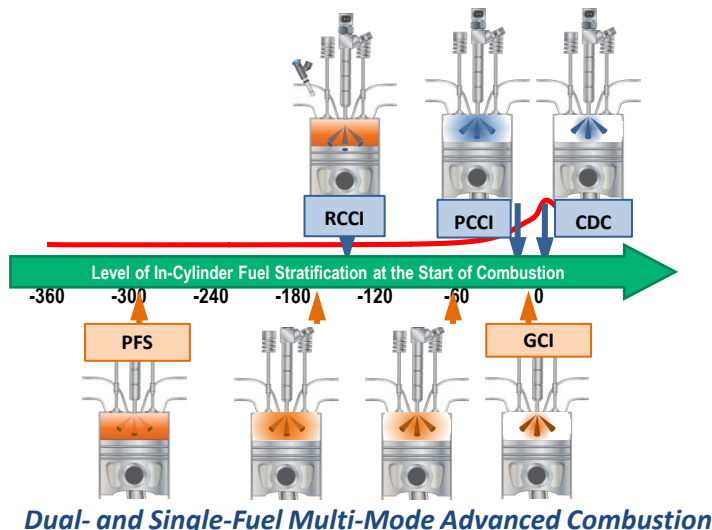 RCCI
PCCI
CDC
Level of In-Cylinder Fuel Stratification at the Start of Combustion
-360 -300 -240 -180 -120 -60 0
PFS
GCI
Dual- and Single-Fuel Multi-Mode Advanced Combustion